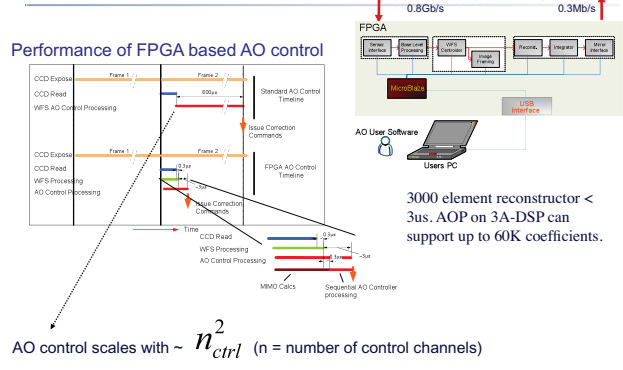 0.8Gb/s
0.3Mb/s
FPGA
Sensor
Interface
Base Level
Processing
WFS
Centroider
Image
Framing
Reconst.
Integrator
Mirror
Interface
MicroBlaze
USB
interface
AO User Software
Users PC
Performance of FPGA based AO control
CCD Expose
Frame 1
Frame 2
CCD Read
800µs
WFS AO Control Processing
Standard AO Control
Timeline
Issue Correction
Commands
CCD Expose
Frame 1
Frame 2
CCD Read
0.3µs
WFS Processing
~3µs
AO Control Processing
FPGA AO Control
Timeline
Issue Correction
Commands
Time
CCD Read
0.3µs
WFS Processing
~3µs
AO Control Processing
0.3µs
MIMO Calcs
Sequential AO Controller
processing
3000 element reconstructor <
3us. AOP on 3A-DSP can
support up to 60K coefficients.
AO control scales with ~ n²ctrl (n = number of control channels)